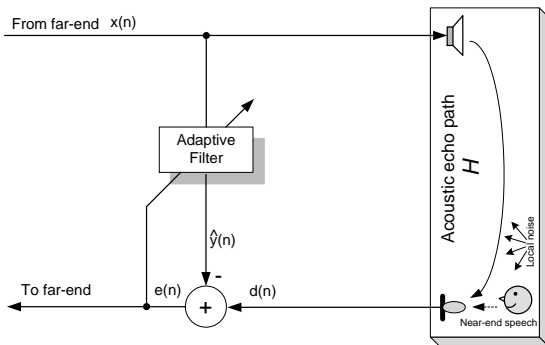 From far-end x(n)
Adaptive
Filter
Acoustic echo path
H
Local noise
ŷ(n)
-
To far-end
e(n)
+
d(n)
Near-end speech